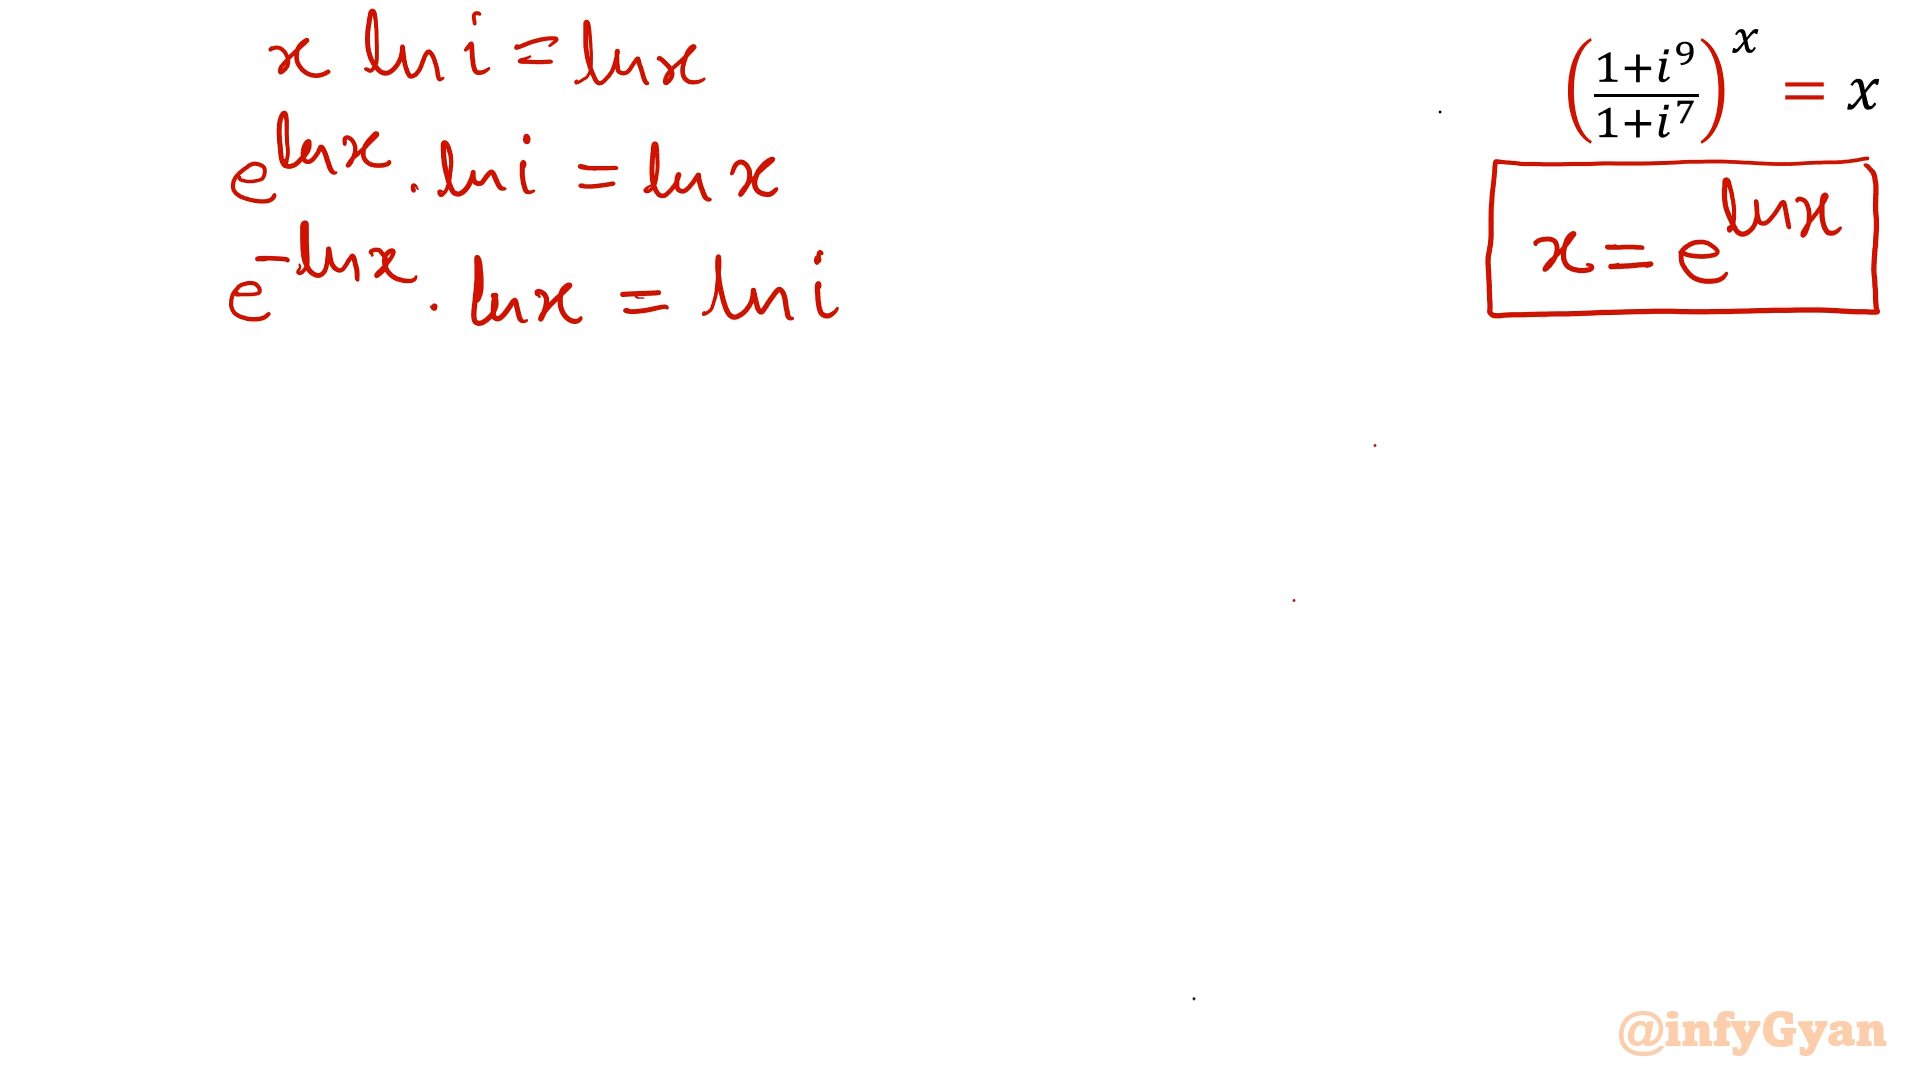 x ln i = ln x
e^{ln x} . ln i = ln x
e^{-ln x} . ln x = ln i
((1+i^9)/(1+i^7))^x = x
x = e^{ln x}
@infyGyan